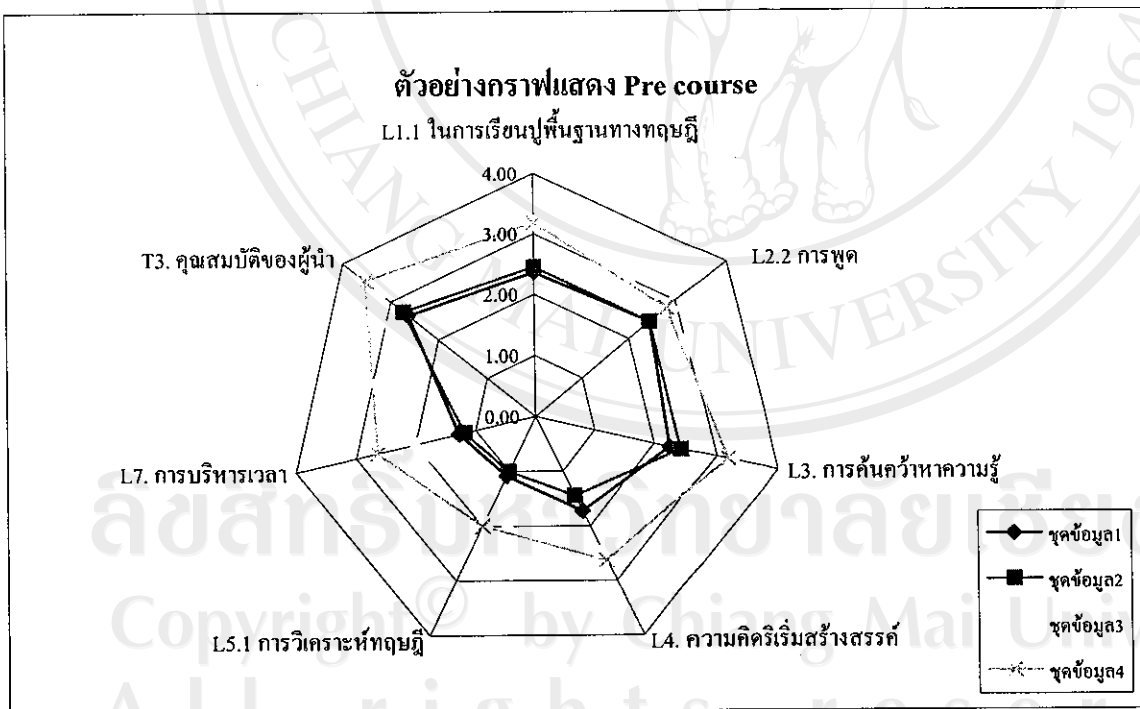 ตัวอย่างกราฟแสดง Pre course
L1.1 ในการเรียนปูพื้นฐานทางทฤษฎี
4.00
3.00
2.00
1.00
0.00
L2.2 การพูด
L3. การค้นคว้าหาความรู้
L4. ความคิดริเริ่มสร้างสรรค์
L5.1 การวิเคราะห์ทฤษฎี
L7. การบริหารเวลา
T3. คุณสมบัติของผู้นำ
ชุดข้อมูล1
ชุดข้อมูล2
ชุดข้อมูล3
ชุดข้อมูล4
CHIANG MAI UNIVERSITY 1964
ลิขสิทธิ์มหาวิทยาลัยเชีย
Copyright© by Chiang Mai Univ
All rights reser